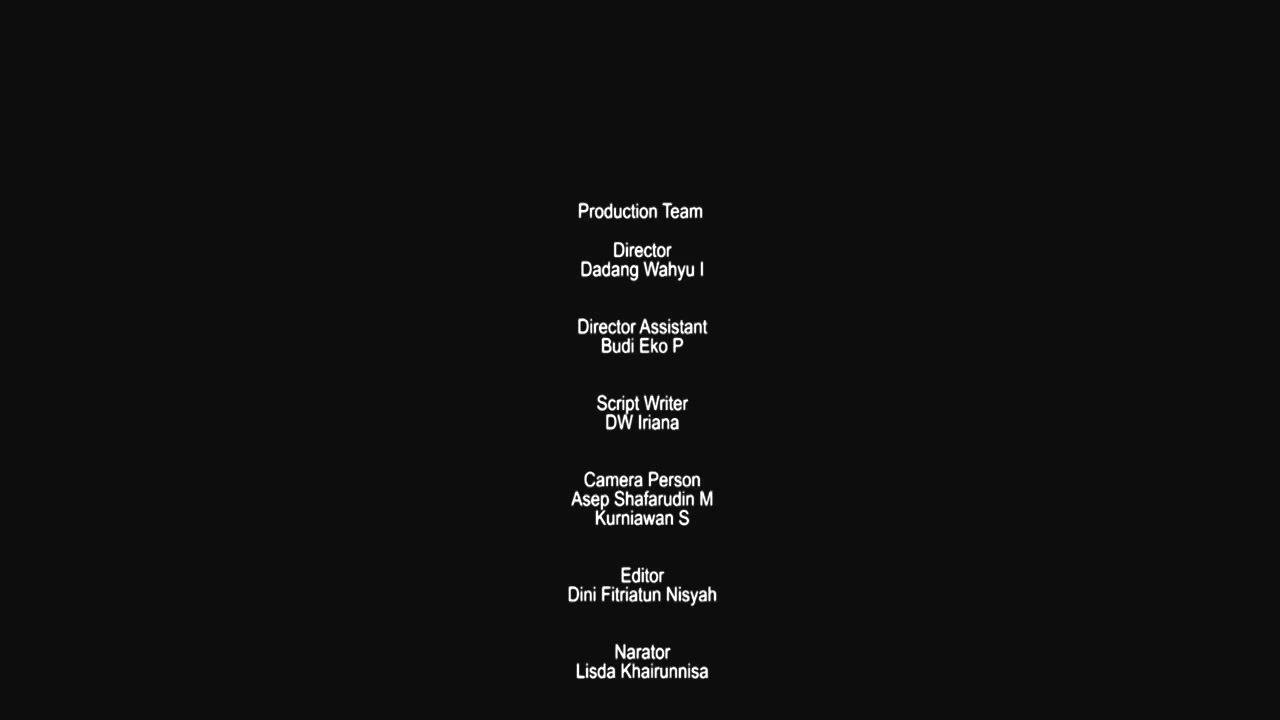 Production Team
Director
Dadang Wahyu I
Director Assistant
Budi Eko P
Script Writer
DW Iriana
Camera Person
Asep Shafarudin M
Kurniawan S
Editor
Dini Fitriatun Nisyah
Narator
Lisda Khairunnisa